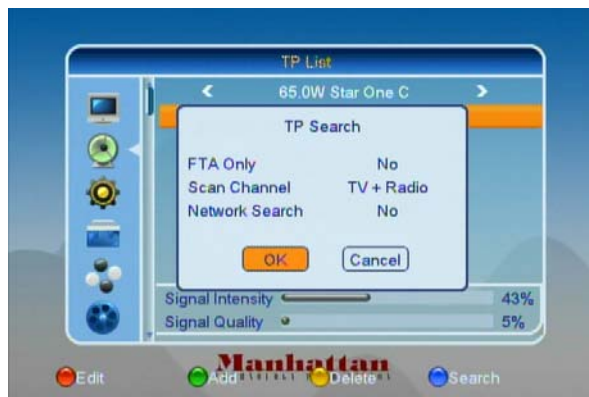 TP List
65.0W Star One C
TP Search
FTA Only No
Scan Channel TV + Radio
Network Search No
OK Cancel
Signal Intensity 43%
Signal Quality 5%
Manhattan
Edit Add Delete Search